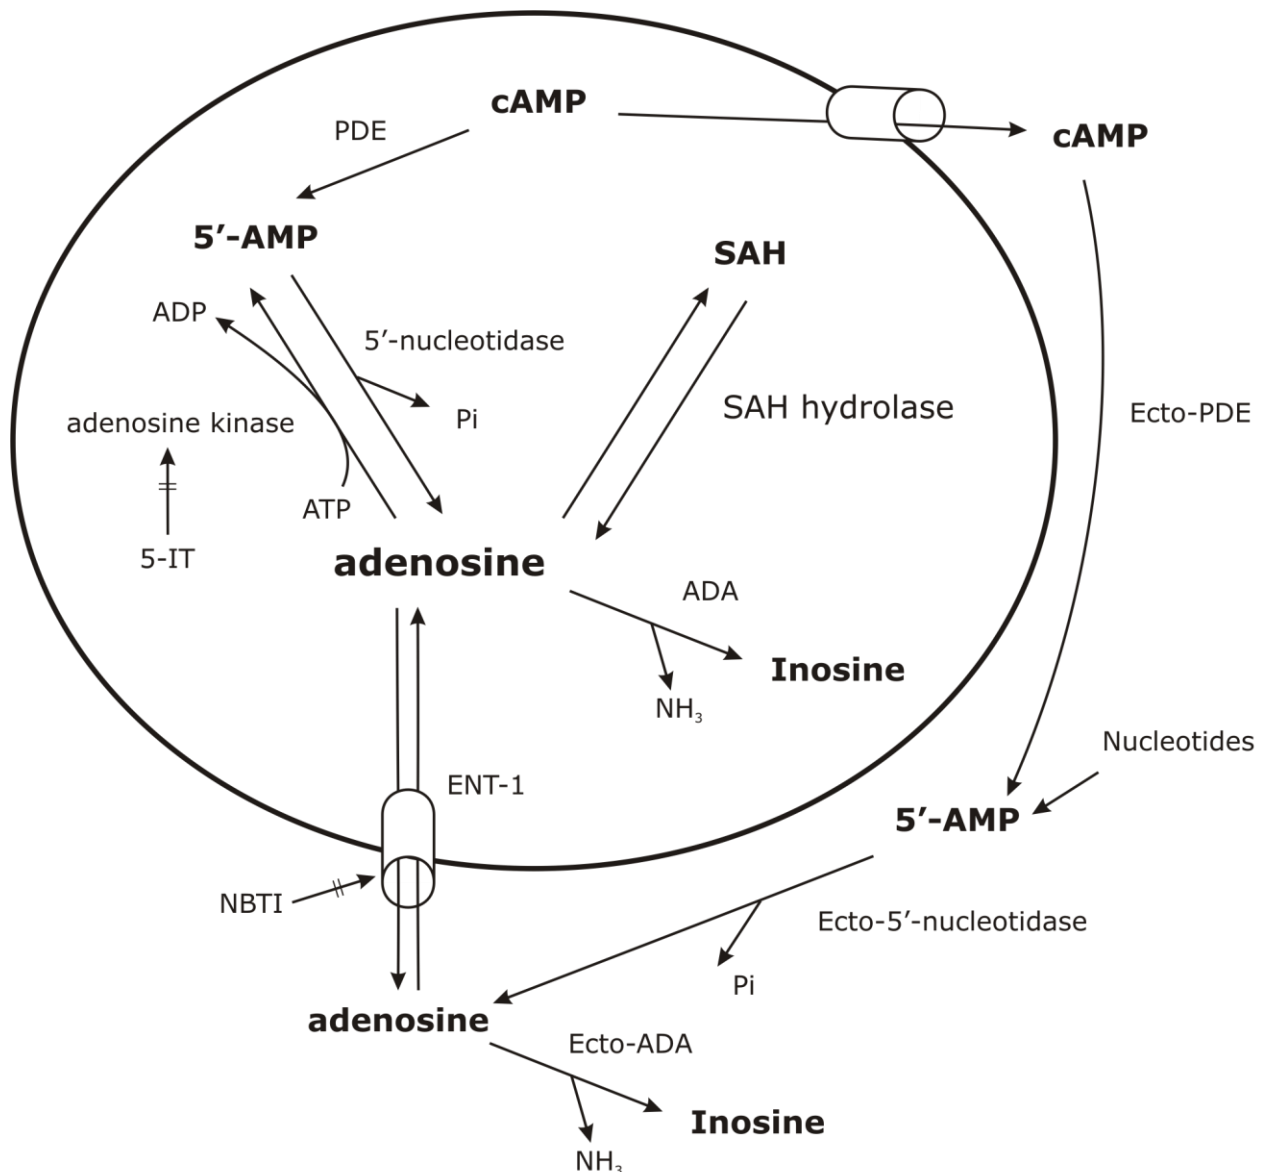 cAMP
PDE
cAMP
5′-AMP
SAH
ADP
5′-nucleotidase
Pi
adenosine kinase
SAH hydrolase
Ecto-PDE
ATP
5-IT
adenosine
ADA
Inosine
NH₃
Nucleotides
ENT-1
5′-AMP
NBTI
Ecto-5′-nucleotidase
Pi
adenosine
Ecto-ADA
Inosine
NH₃